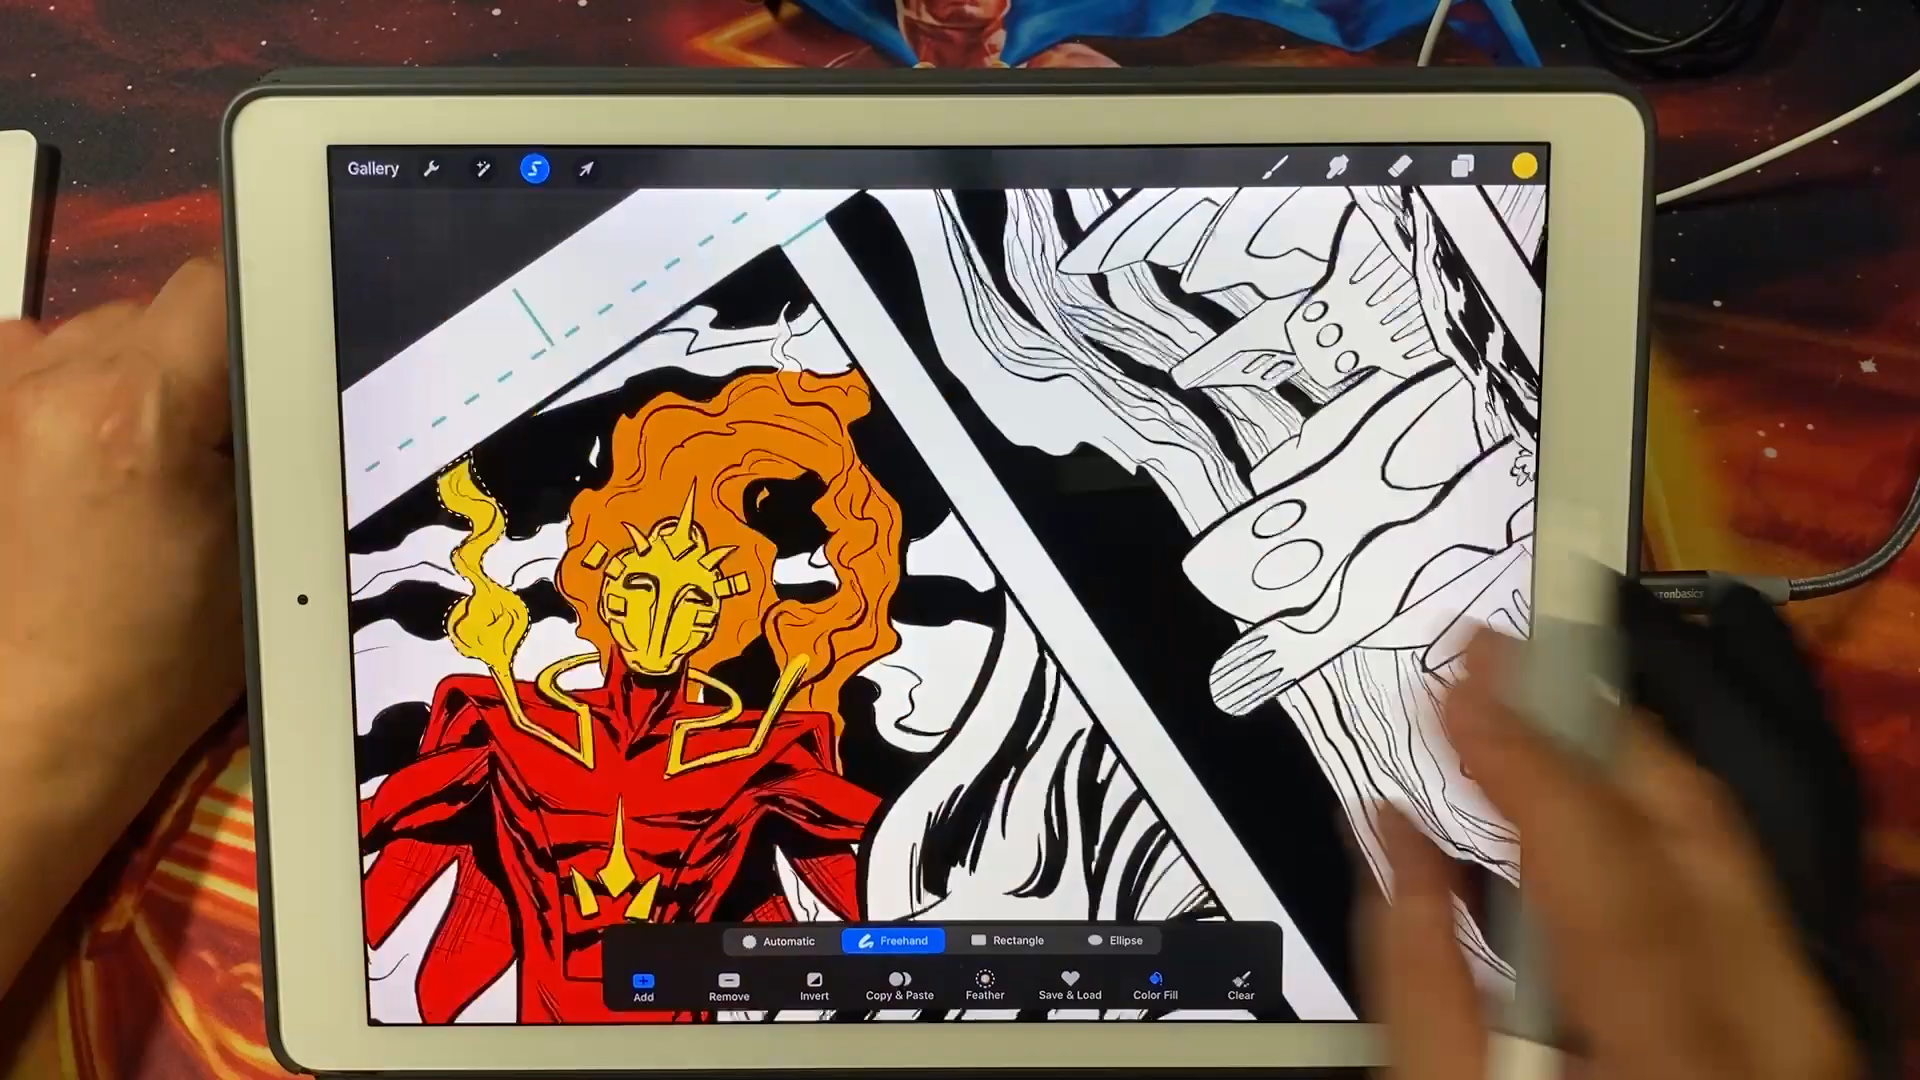 Gallery
Automatic Freehand Rectangle Ellipse
Add Remove Invert Copy & Paste Feather Save & Load Color Fill Clear